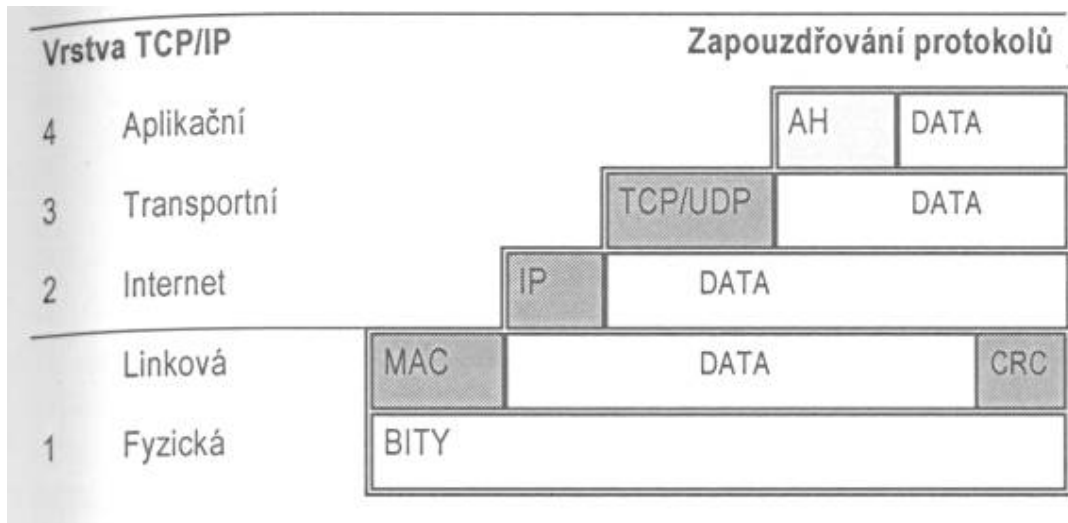 Vrstva TCP/IP Zapouzdřování protokolů
4 Aplikační AH DATA
3 Transportní TCP/UDP DATA
2 Internet IP DATA
Linková MAC DATA CRC
1 Fyzická BITY